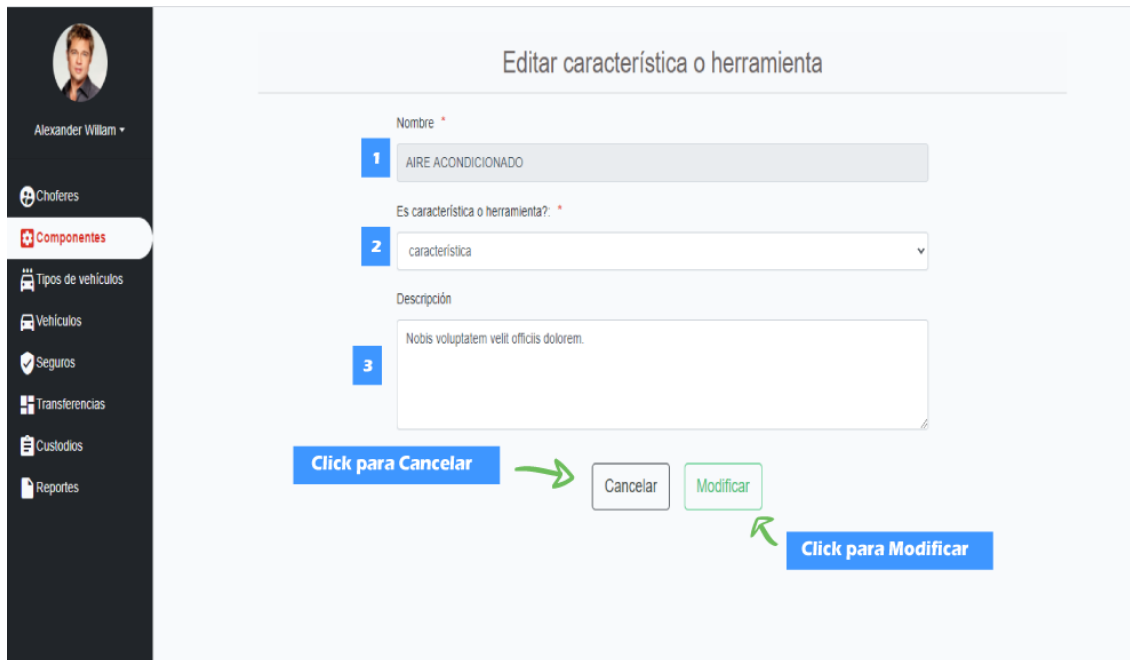 Alexander Willam
Choferes
Componentes
Tipos de vehículos
Vehículos
Seguros
Transferencias
Custodios
Reportes
Editar característica o herramienta
Nombre *
1
AIRE ACONDICIONADO
Es característica o herramienta?: *
2
característica
Descripción
3
Nobis voluptatem velit officiis dolorem.
Click para Cancelar
Cancelar
Modificar
Click para Modificar